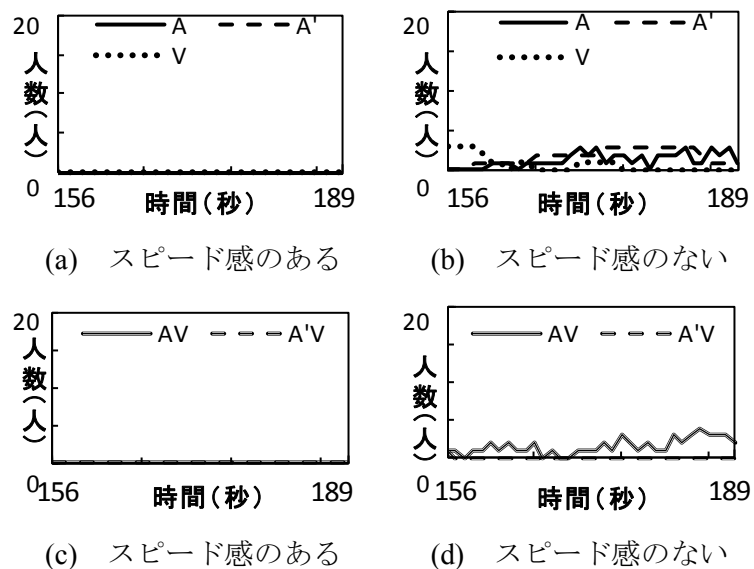 20
A A'
V
人数(人)
0
156 189
時間(秒)
(a) スピード感のある
20
A A'
V
人数(人)
0
156 189
時間(秒)
(b) スピード感のない
20
AV A'V
人数(人)
0
156 189
時間(秒)
(c) スピード感のある
20
AV A'V
人数(人)
0
156 189
時間(秒)
(d) スピード感のない